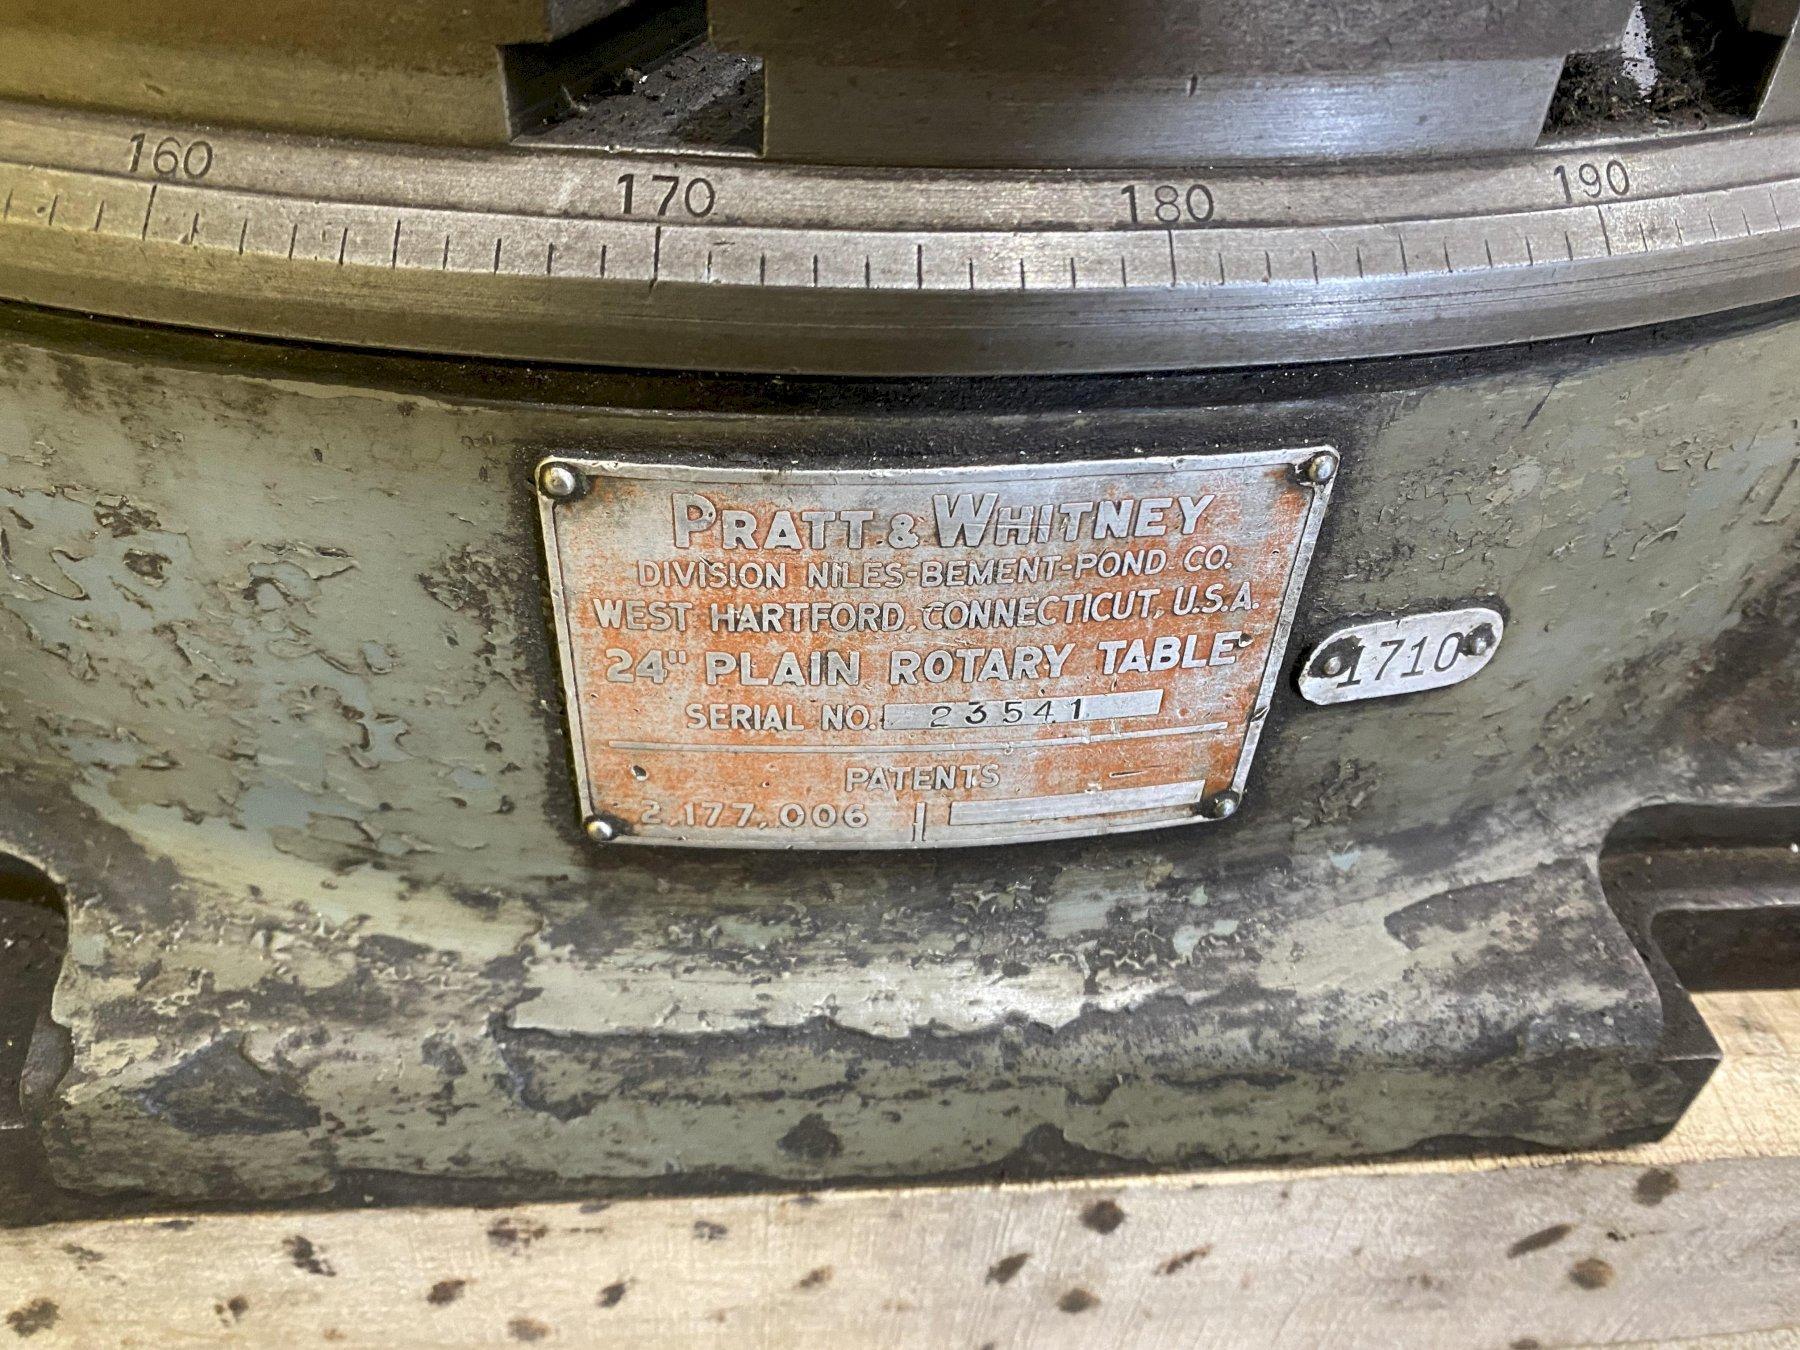 160 170 180 190
PRATT & WHITNEY
DIVISION NILES-BEMENT-POND CO.
WEST HARTFORD, CONNECTICUT, U.S.A.
24" PLAIN ROTARY TABLE
SERIAL NO. 23541
1710
PATENTS
2,177,006